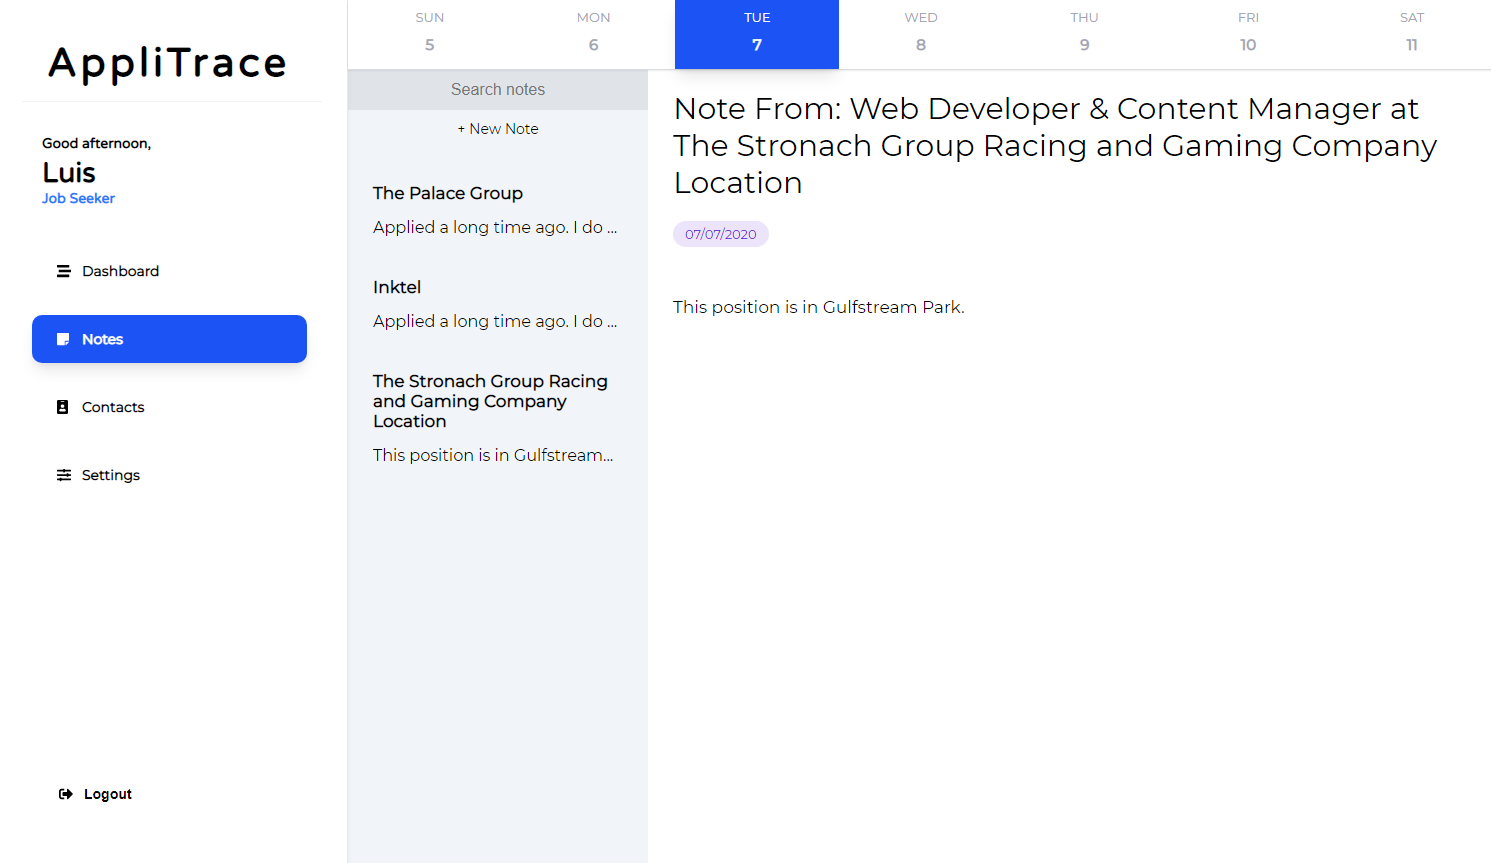 AppliTrace
Good afternoon,
Luis
Job Seeker
Dashboard
Notes
Contacts
Settings
Logout
SUN
5
MON
6
TUE
7
WED
8
THU
9
FRI
10
SAT
11
Search notes
+ New Note
The Palace Group
Applied a long time ago. I do ...
Inktel
Applied a long time ago. I do ...
The Stronach Group Racing
and Gaming Company
Location
This position is in Gulfstream...
Note From: Web Developer & Content Manager at
The Stronach Group Racing and Gaming Company
Location
07/07/2020
This position is in Gulfstream Park.